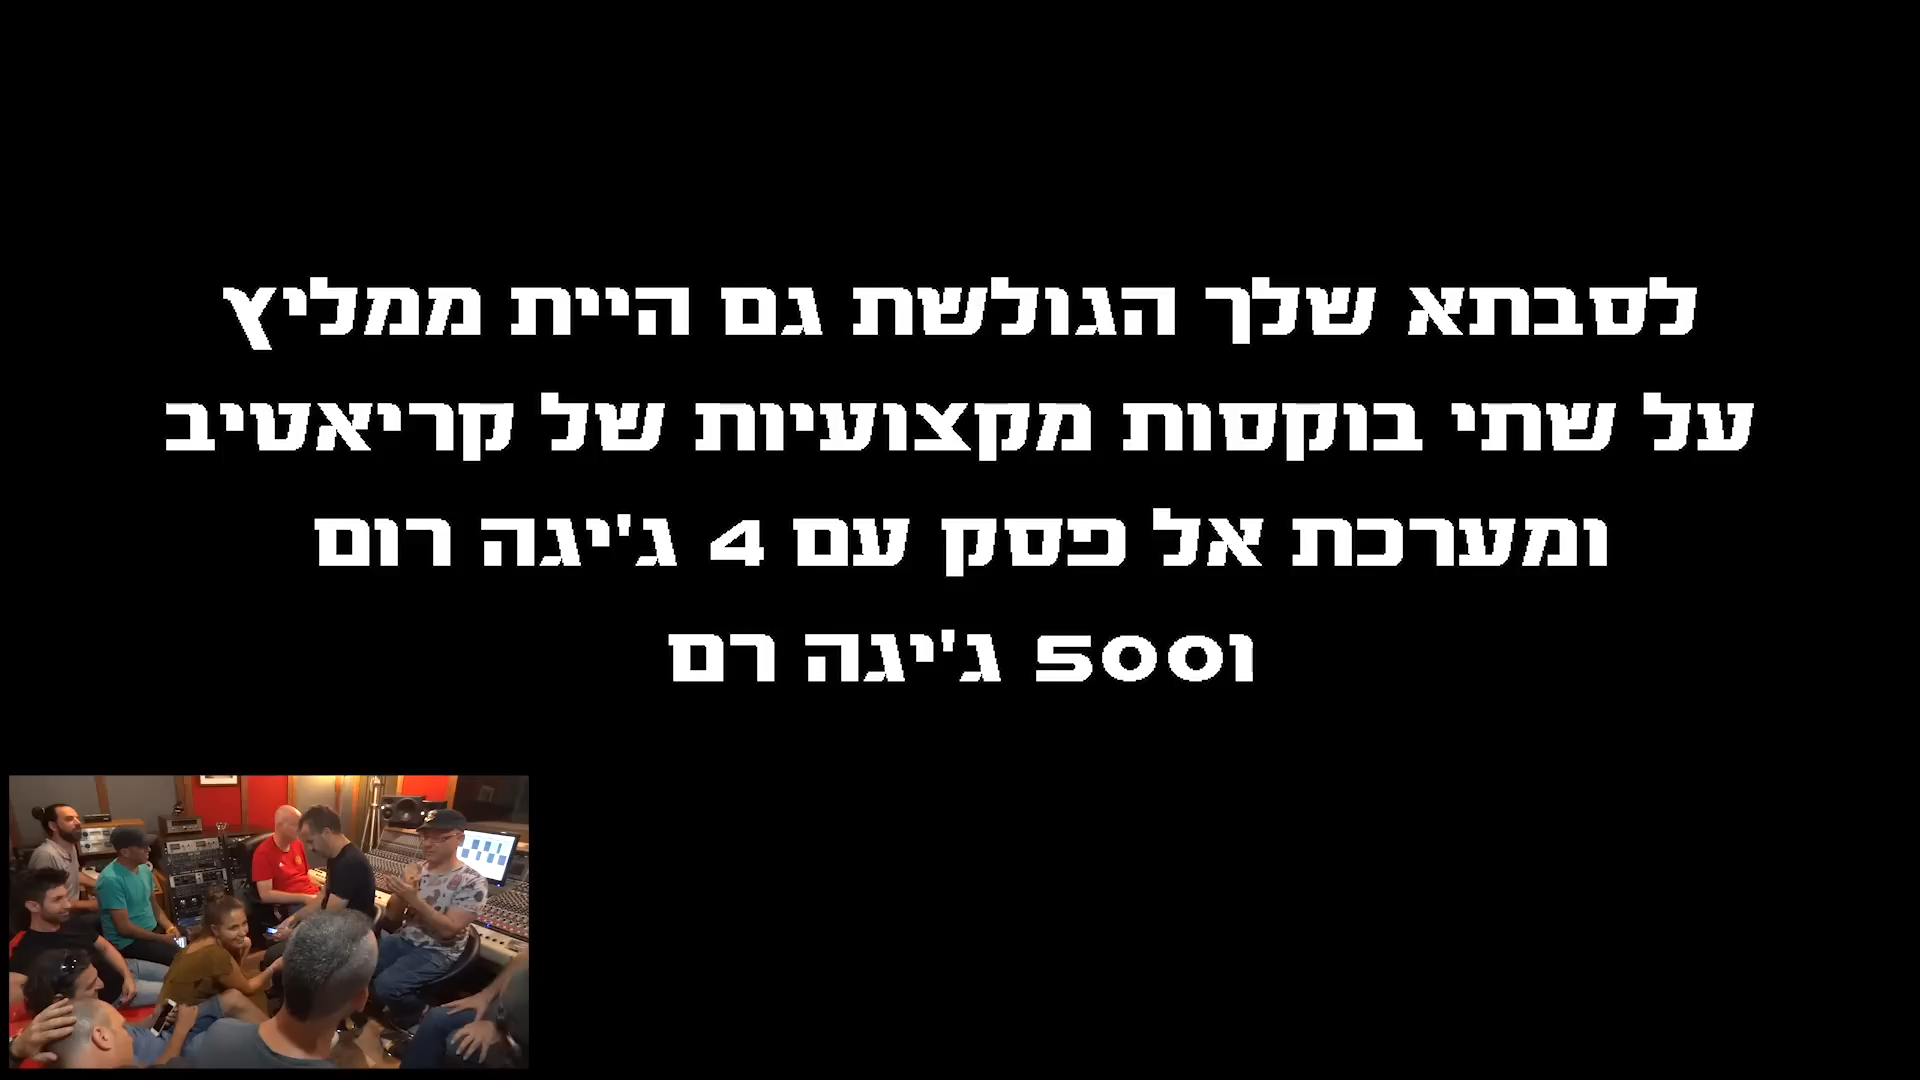 לסבתא שלך הגולשת גם היית ממליץ
על שתי בוקסות מקצועיות של קריאטיב
ומערכת אל פסק עם 4 ג'יגה רום
ו500 ג'יגה רם